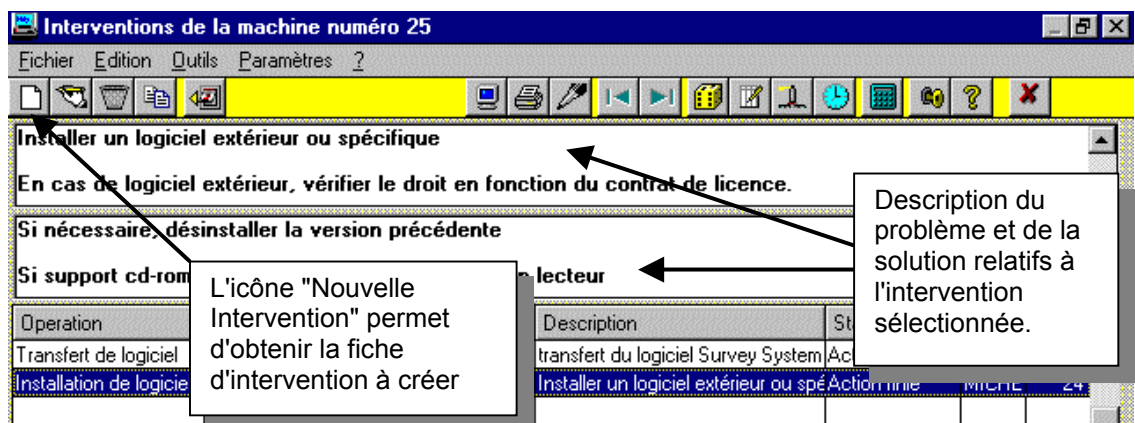 Interventions de la machine numéro 25
Fichier Edition Outils Paramètres ?
Installer un logiciel extérieur ou spécifique
En cas de logiciel extérieur, vérifier le droit en fonction du contrat de licence.
Si nécessaire, désinstaller la version précédente
Si support cd-rom lecteur
Description du
problème et de la
solution relatifs à
l'intervention
sélectionnée.
L'icône "Nouvelle
Intervention" permet
d'obtenir la fiche
d'intervention à créer
Operation Description
Transfert de logiciel transfert du logiciel Survey System
Installation de logicie Installer un logiciel extérieur ou spé Action finie MICHE 24